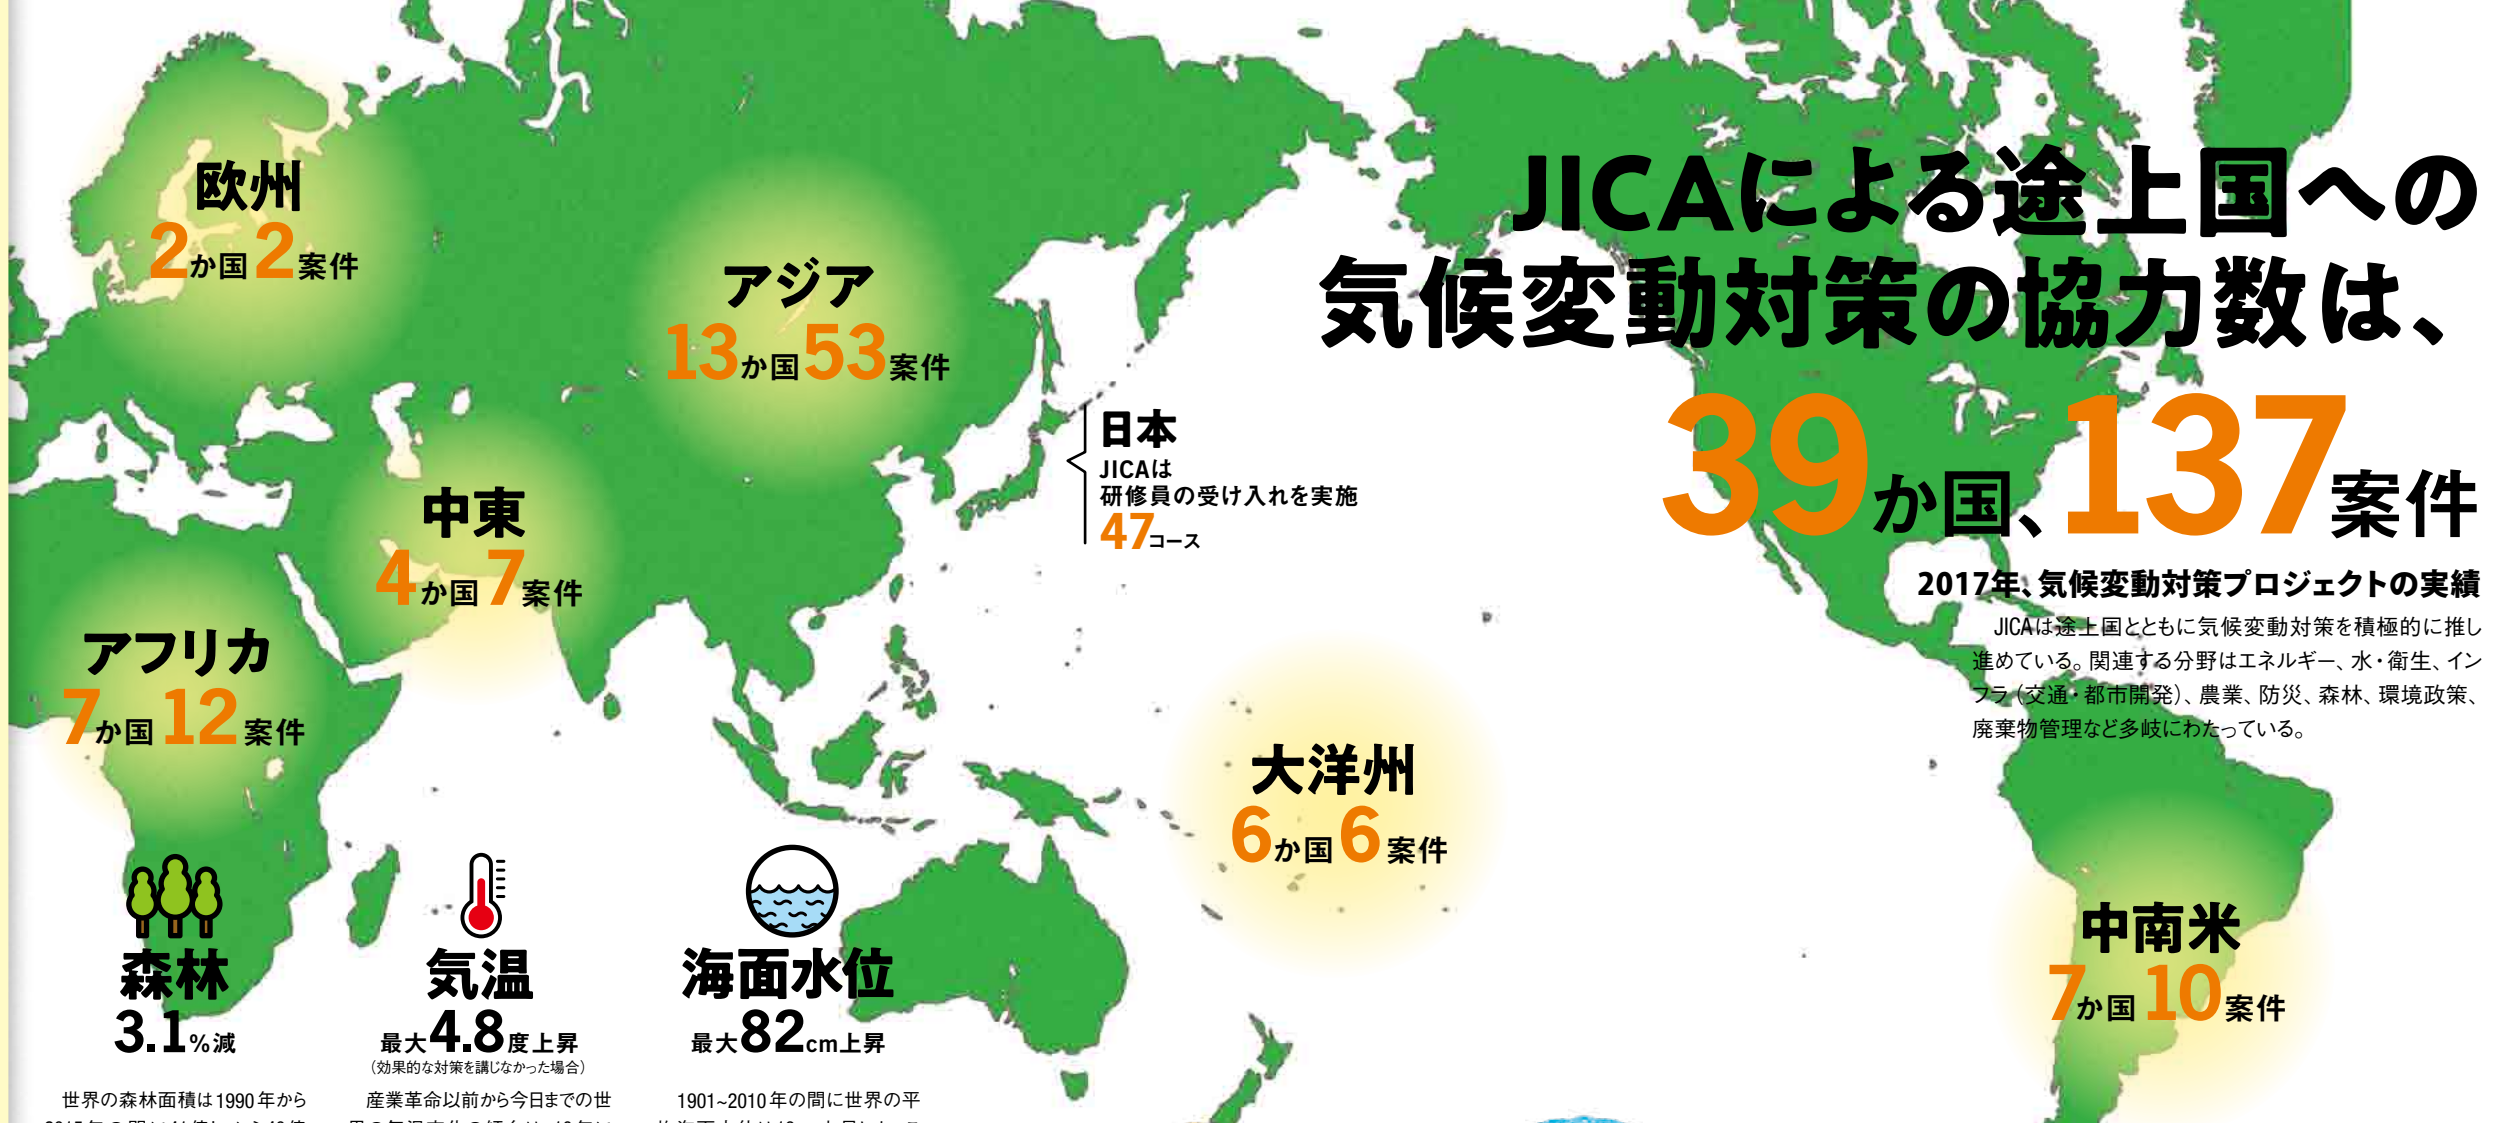 JICAによる途上国への
気候変動対策の協力数は、
39か国、137案件
2017年、気候変動対策プロジェクトの実績
JICAは途上国とともに気候変動対策を積極的に推し
進めている。関連する分野はエネルギー、水・衛生、イン
フラ（交通・都市開発）、農業、防災、森林、環境政策、
廃棄物管理など多岐にわたっている。
欧州
2か国2案件
アジア
13か国53案件
日本
JICAは
研修員の受け入れを実施
47コース
中東
4か国7案件
アフリカ
7か国12案件
大洋州
6か国6案件
中南米
7か国10案件
森林
3.1%減
世界の森林面積は1990年から
気温
最大4.8度上昇
（効果的な対策を講じなかった場合）
産業革命以前から今日までの世
海面水位
最大82cm上昇
1901~2010年の間に世界の平